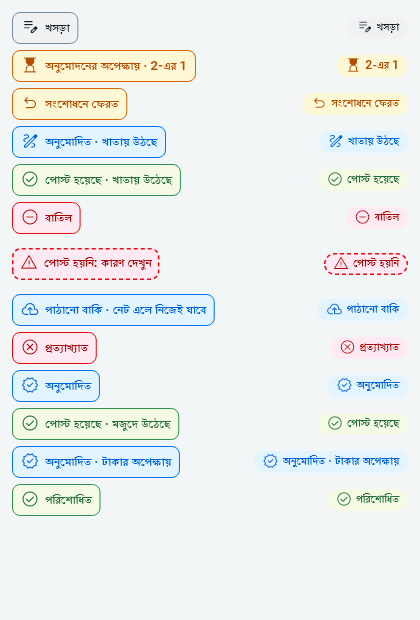 খসড়া
খসড়া
অনুমোদনের অপেক্ষায় · 2-এর 1
2-এর 1
সংশোধনে ফেরত
সংশোধনে ফেরত
অনুমোদিত · খাতায় উঠছে
খাতায় উঠছে
পোস্ট হয়েছে · খাতায় উঠেছে
পোস্ট হয়েছে
বাতিল
বাতিল
পোস্ট হয়নি: কারণ দেখুন
পোস্ট হয়নি
পাঠানো বাকি · নেট এলে নিজেই যাবে
পাঠানো বাকি
প্রত্যাখ্যাত
প্রত্যাখ্যাত
অনুমোদিত
অনুমোদিত
পোস্ট হয়েছে · মজুদে উঠেছে
পোস্ট হয়েছে
অনুমোদিত · টাকার অপেক্ষায়
অনুমোদিত · টাকার অপেক্ষায়
পরিশোধিত
পরিশোধিত